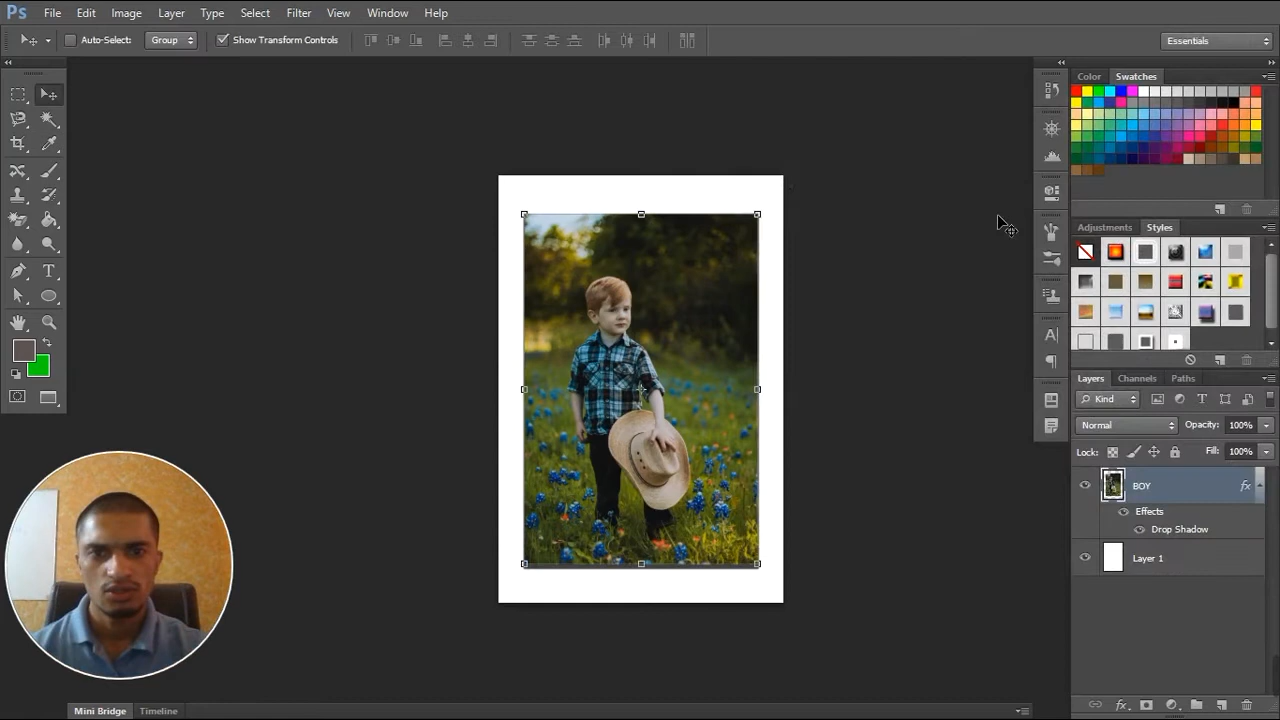 Ps File Edit Image Layer Type Select Filter View Window Help
Auto-Select: Group Show Transform Controls Essentials
Color Swatches
Adjustments Styles
Layers Channels Paths
Kind
Normal Opacity: 100%
Lock: Fill: 100%
BOY fx
Effects
Drop Shadow
Layer 1
Mini Bridge Timeline